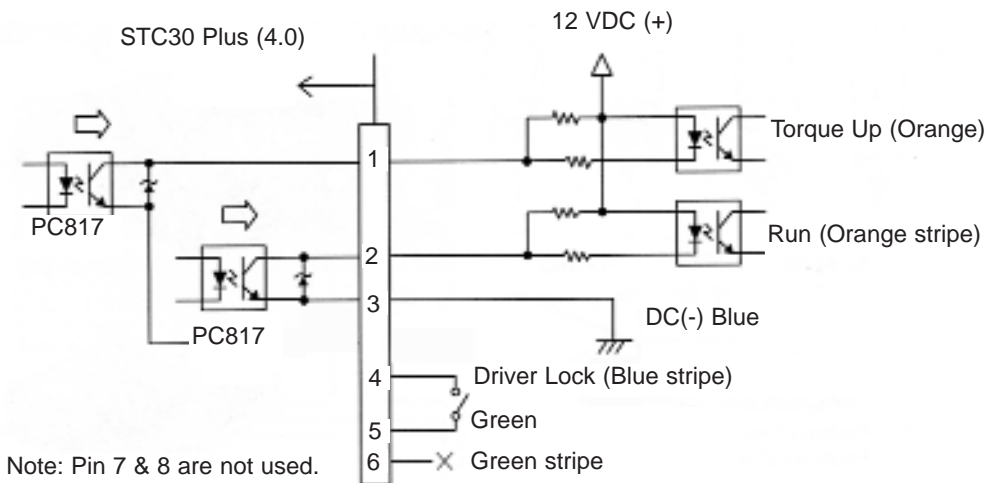 12 VDC (+)
STC30 Plus (4.0)
1
Torque Up (Orange)
PC817
2
Run (Orange stripe)
3
PC817
DC(-) Blue
4
Driver Lock (Blue stripe)
5
Green
6
Green stripe
Note: Pin 7 & 8 are not used.